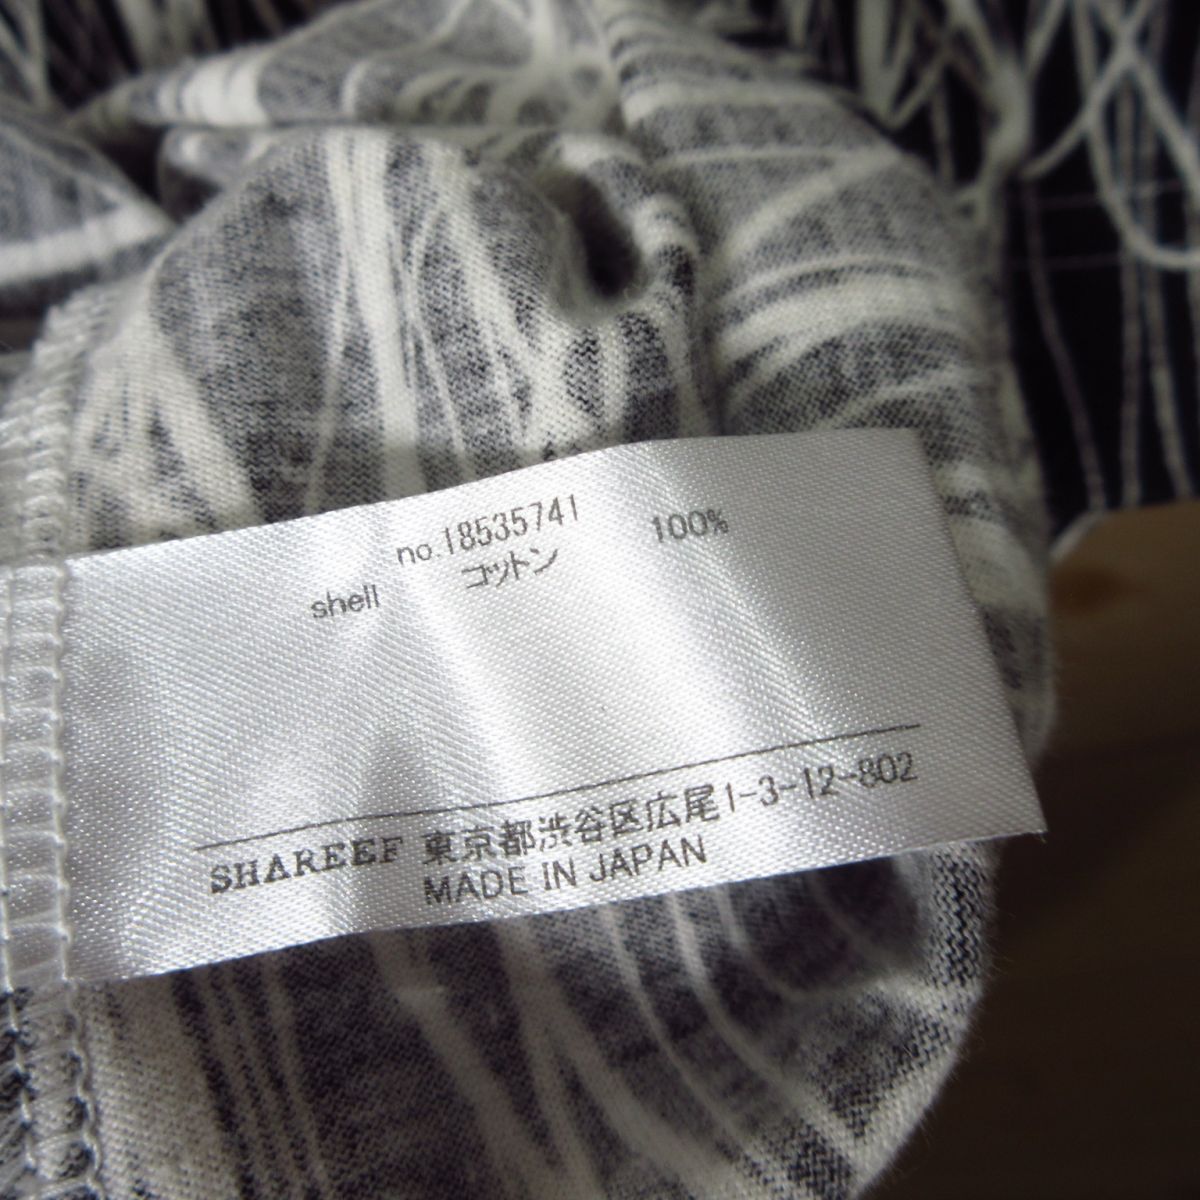 no.18535741
shell コットン 100%
SHAREEF 東京都渋谷区広尾1-3-12-802
MADE IN JAPAN